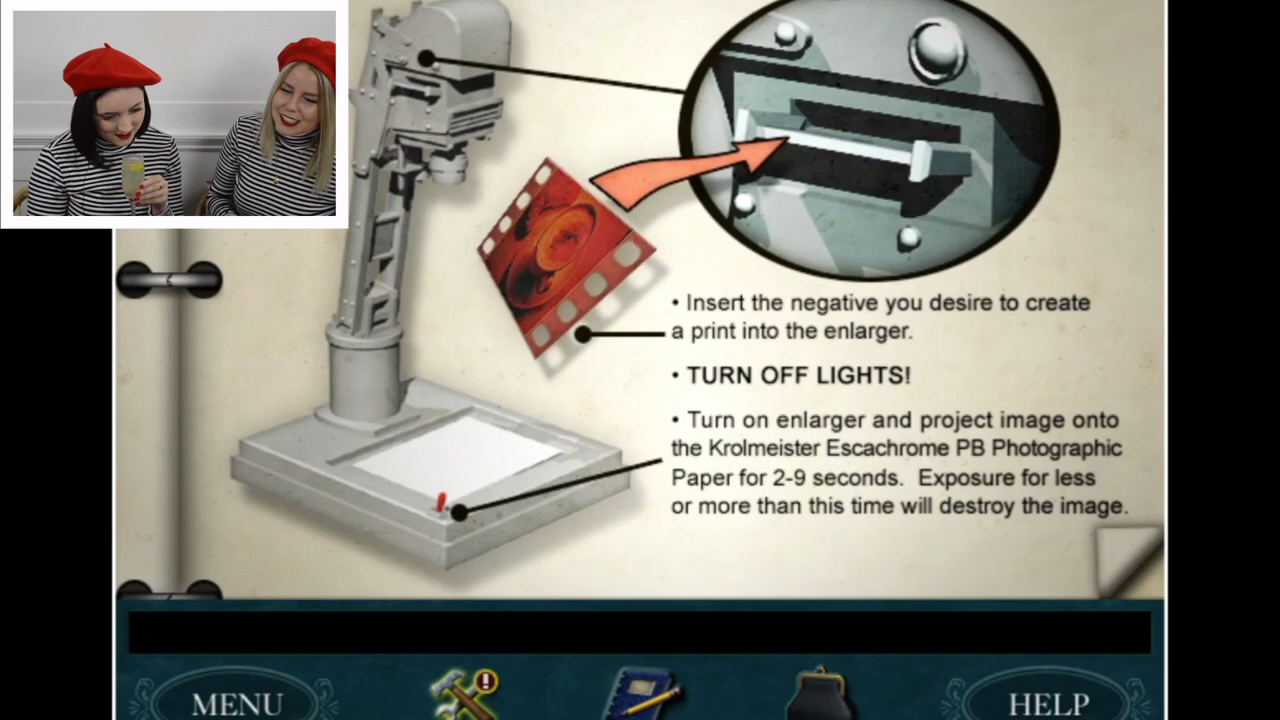 • Insert the negative you desire to create
a print into the enlarger.
• TURN OFF LIGHTS!
• Turn on enlarger and project image onto
the Krolmeister Escachrome PB Photographic
Paper for 2-9 seconds. Exposure for less
or more than this time will destroy the image.
MENU
HELP